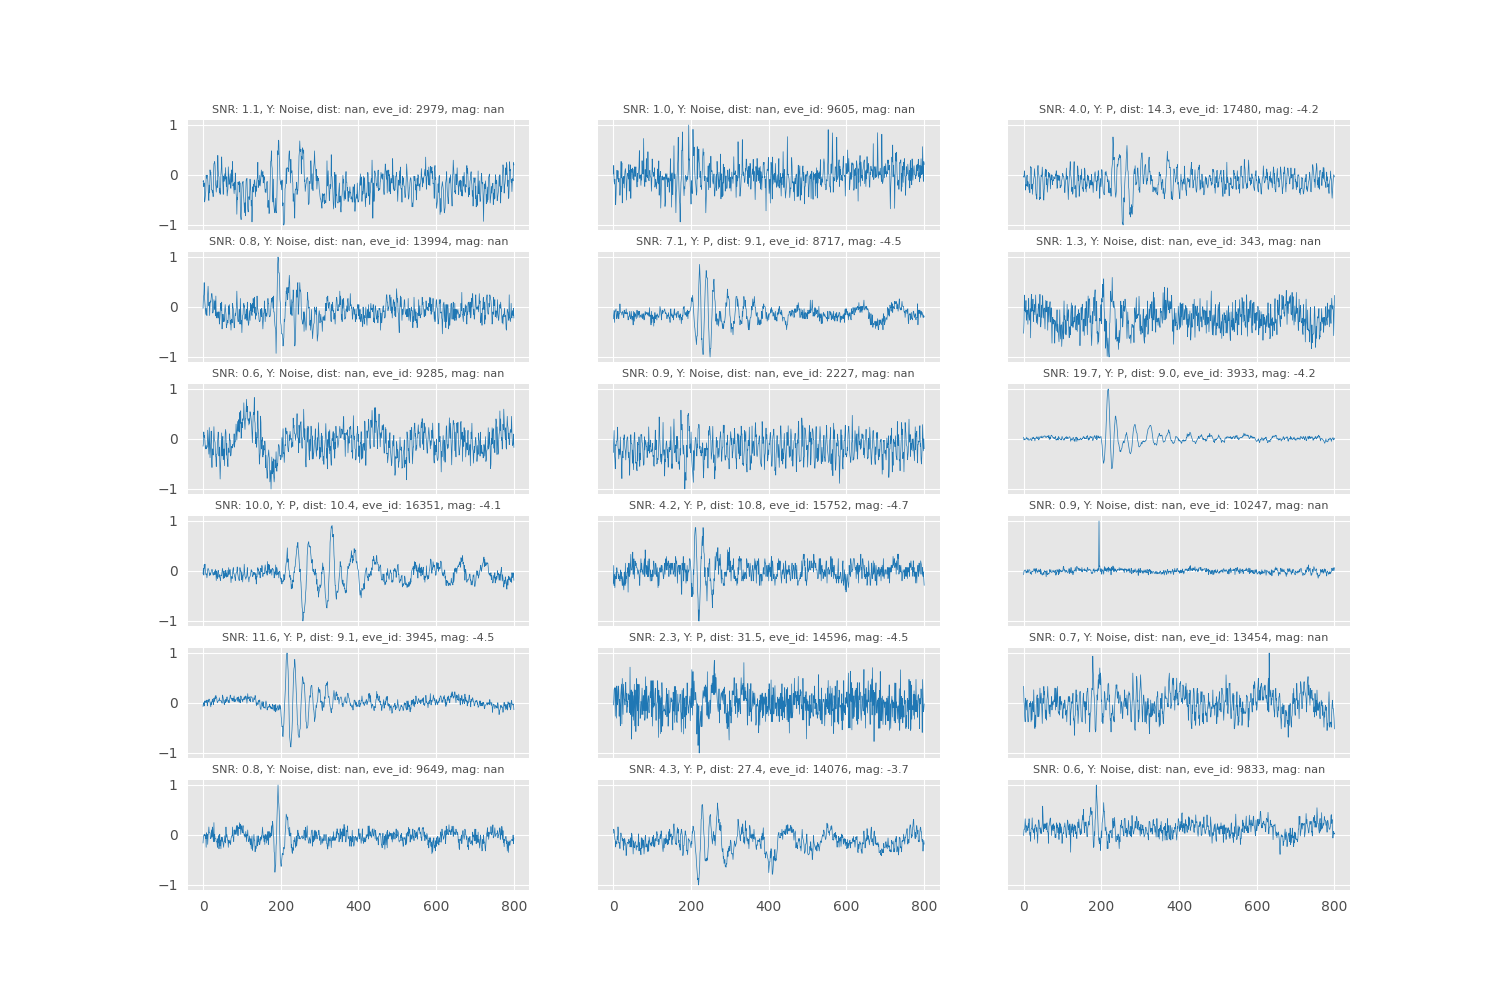 SNR: 1.1, Y: Noise, dist: nan, eve_id: 2979, mag: nan
SNR: 1.0, Y: Noise, dist: nan, eve_id: 9605, mag: nan
SNR: 4.0, Y: P, dist: 14.3, eve_id: 17480, mag: -4.2
1
0
−1
SNR: 0.8, Y: Noise, dist: nan, eve_id: 13994, mag: nan
SNR: 7.1, Y: P, dist: 9.1, eve_id: 8717, mag: -4.5
SNR: 1.3, Y: Noise, dist: nan, eve_id: 343, mag: nan
1
0
−1
SNR: 0.6, Y: Noise, dist: nan, eve_id: 9285, mag: nan
SNR: 0.9, Y: Noise, dist: nan, eve_id: 2227, mag: nan
SNR: 19.7, Y: P, dist: 9.0, eve_id: 3933, mag: -4.2
1
0
−1
SNR: 10.0, Y: P, dist: 10.4, eve_id: 16351, mag: -4.1
SNR: 4.2, Y: P, dist: 10.8, eve_id: 15752, mag: -4.7
SNR: 0.9, Y: Noise, dist: nan, eve_id: 10247, mag: nan
1
0
−1
SNR: 11.6, Y: P, dist: 9.1, eve_id: 3945, mag: -4.5
SNR: 2.3, Y: P, dist: 31.5, eve_id: 14596, mag: -4.5
SNR: 0.7, Y: Noise, dist: nan, eve_id: 13454, mag: nan
1
0
−1
SNR: 0.8, Y: Noise, dist: nan, eve_id: 9649, mag: nan
SNR: 4.3, Y: P, dist: 27.4, eve_id: 14076, mag: -3.7
SNR: 0.6, Y: Noise, dist: nan, eve_id: 9833, mag: nan
1
0
−1
0 200 400 600 800
0 200 400 600 800
0 200 400 600 800